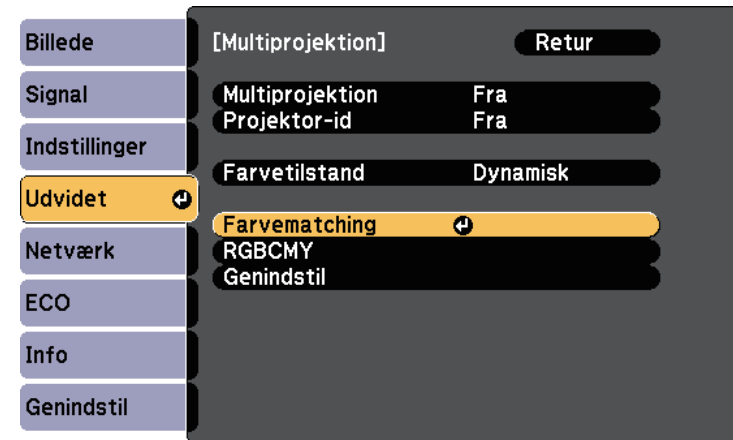 Billede
Signal
Indstillinger
Udvidet
Netværk
ECO
Info
Genindstil
[Multiprojektion] Retur
Multiprojektion Fra
Projektor-id Fra
Farvetilstand Dynamisk
Farvematching
RGBCMY
Genindstil